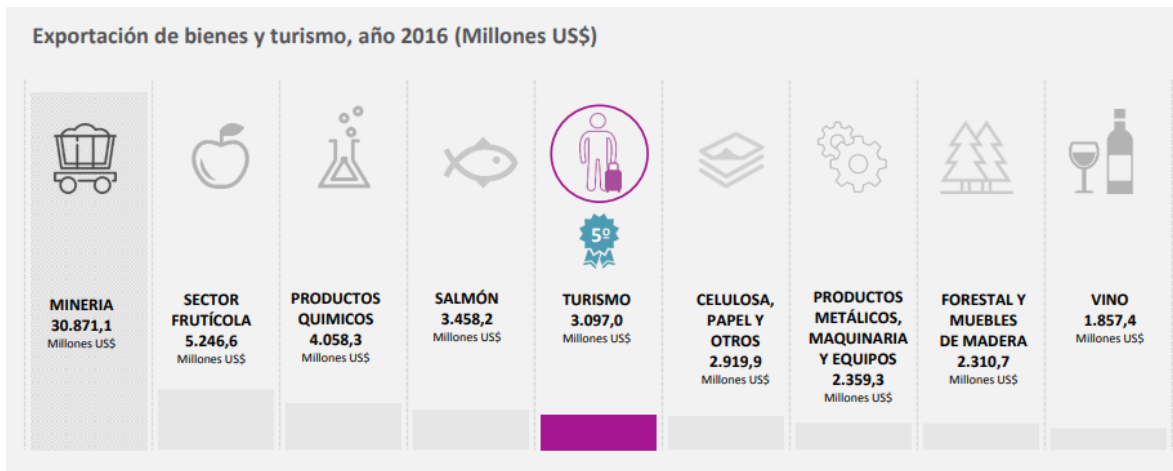 Exportación de bienes y turismo, año 2016 (Millones US$)
5º
MINERIA
30.871,1
Millones US$
SECTOR
FRUTÍCOLA
5.246,6
Millones US$
PRODUCTOS
QUIMICOS
4.058,3
Millones US$
SALMÓN
3.458,2
Millones US$
TURISMO
3.097,0
Millones US$
CELULOSA,
PAPEL Y
OTROS
2.919,9
Millones US$
PRODUCTOS
METÁLICOS,
MAQUINARIA
Y EQUIPOS
2.359,3
Millones US$
FORESTAL Y
MUEBLES
DE MADERA
2.310,7
Millones US$
VINO
1.857,4
Millones US$